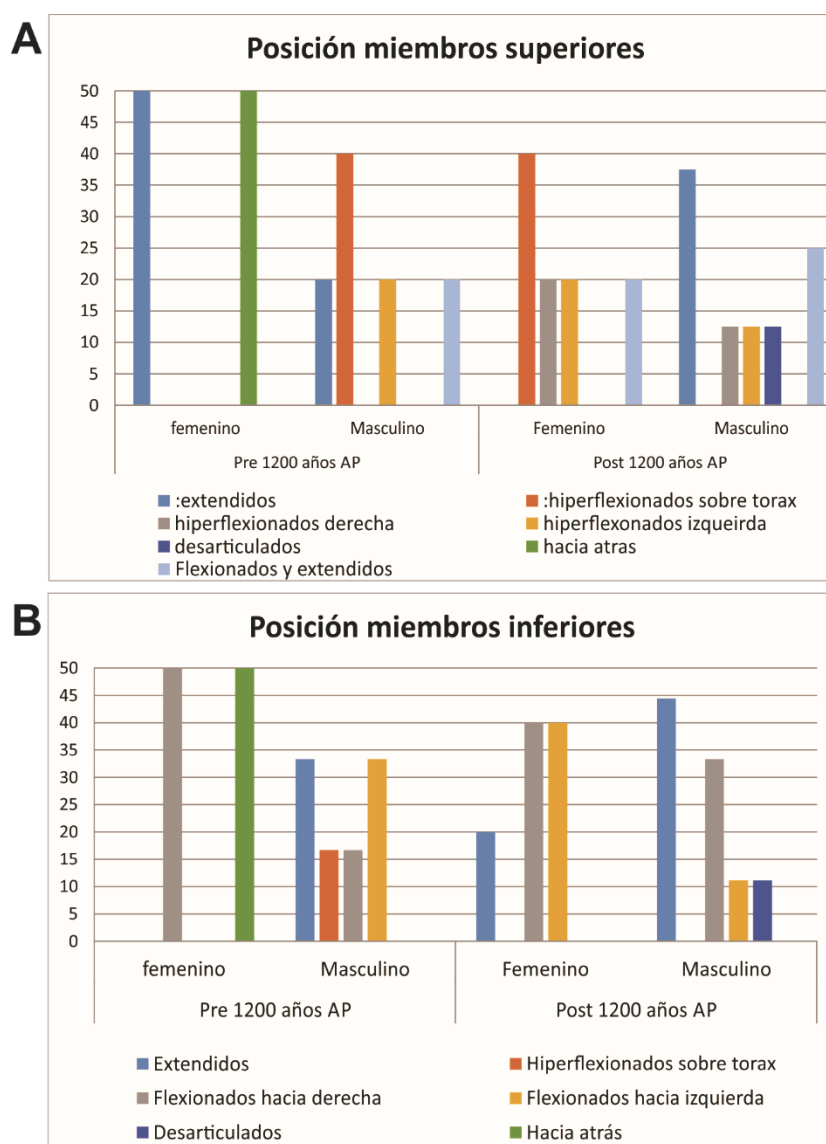 A
Posición miembros superiores
50
45
40
35
30
25
20
15
10
5
0
femenino Masculino Femenino Masculino
Pre 1200 años AP Post 1200 años AP
:extendidos :hiperflexionados sobre torax
hiperflexionados derecha hiperflexonados izqueirda
desarticulados hacia atras
Flexionados y extendidos
B
Posición miembros inferiores
50
45
40
35
30
25
20
15
10
5
0
femenino Masculino Femenino Masculino
Pre 1200 años AP Post 1200 años AP
Extendidos Hiperflexionados sobre torax
Flexionados hacia derecha Flexionados hacia izquierda
Desarticulados Hacia atrás